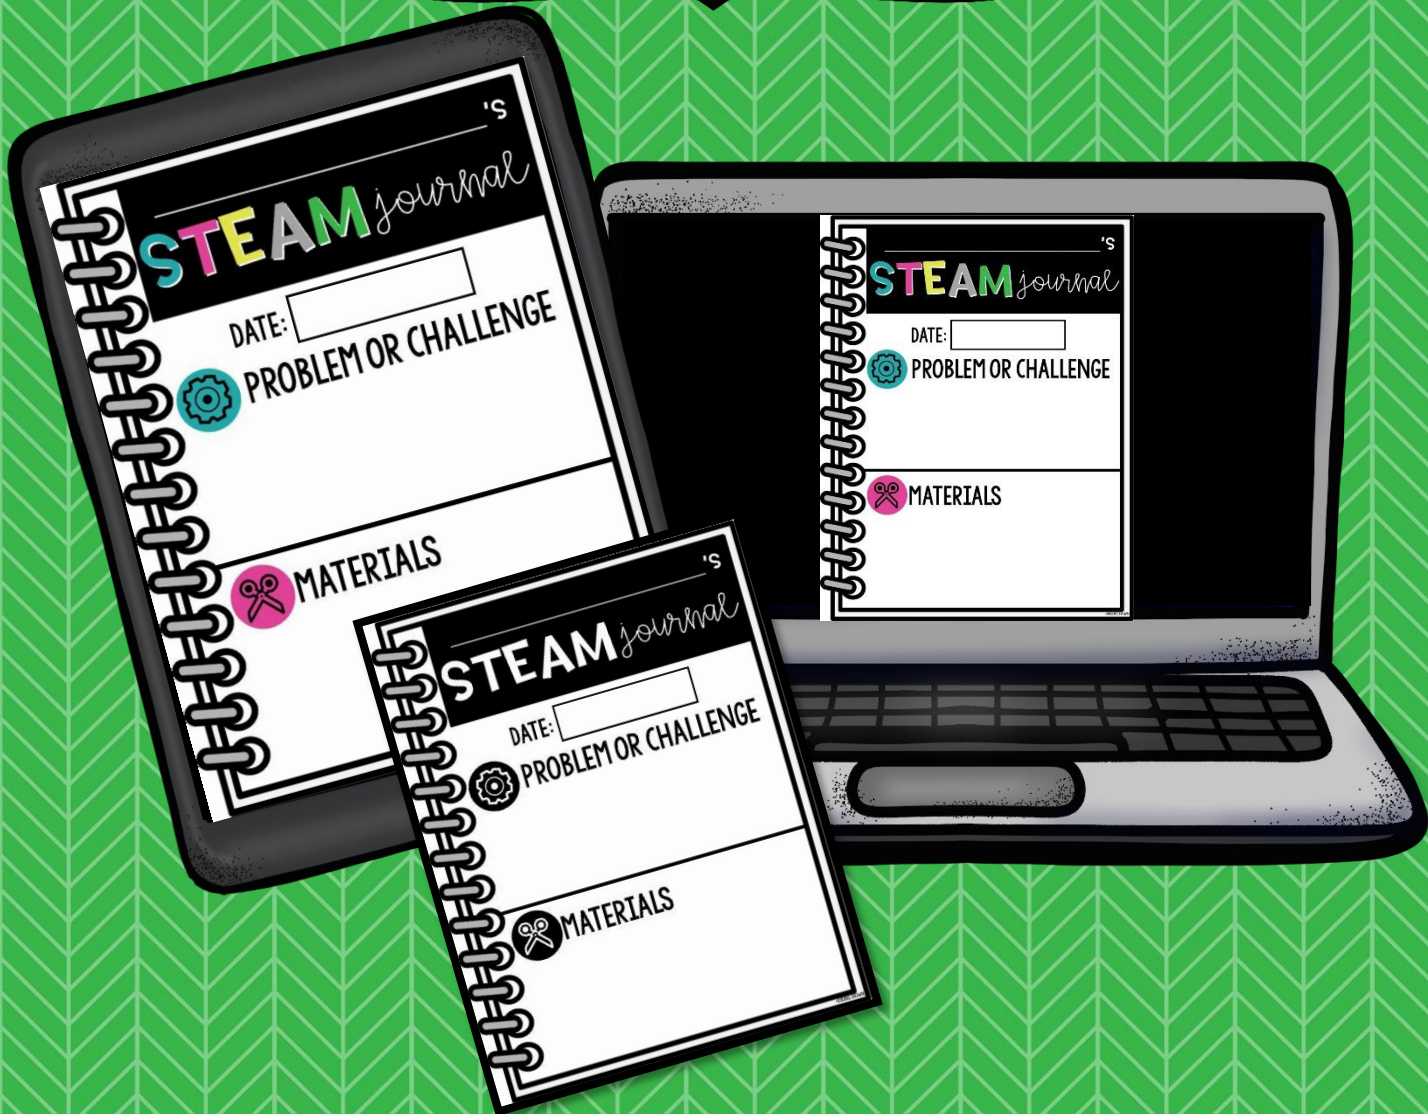 'S
STEAM journal
DATE:
PROBLEM OR CHALLENGE
MATERIALS
'S
STEAM journal
DATE:
PROBLEM OR CHALLENGE
MATERIALS
'S
STEAM journal
DATE:
PROBLEM OR CHALLENGE
MATERIALS